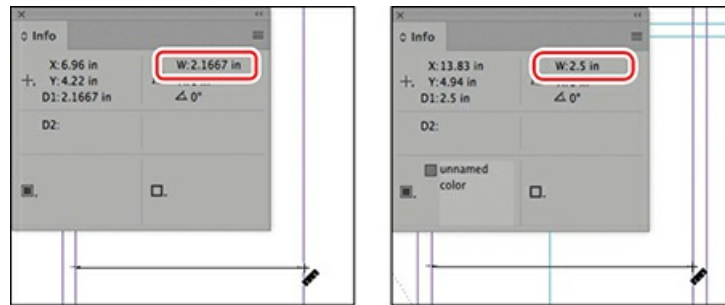 Info
X: 6.96 in
Y: 4.22 in
D1: 2.1667 in
W: 2.1667 in
0°
D2:
Info
X: 13.83 in
Y: 4.94 in
D1: 2.5 in
W: 2.5 in
0°
D2:
unnamed
color